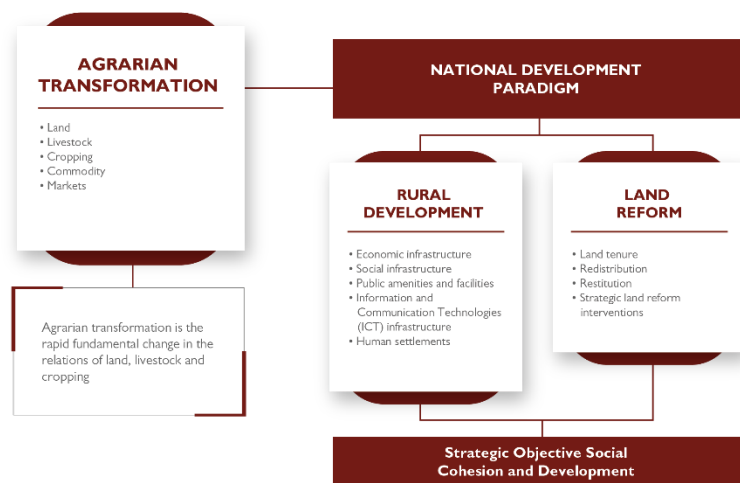 AGRARIAN
TRANSFORMATION
• Land
• Livestock
• Cropping
• Commodity
• Markets
Agrarian transformation is the
rapid fundamental change in the
relations of land, livestock and
cropping
NATIONAL DEVELOPMENT
PARADIGM
RURAL
DEVELOPMENT
• Economic infrastructure
• Social infrastructure
• Public amenities and facilities
• Information and
Communication Technologies
(ICT) infrastructure
• Human settlements
LAND
REFORM
• Land tenure
• Redistribution
• Restitution
• Strategic land reform
interventions
Strategic Objective Social
Cohesion and Development